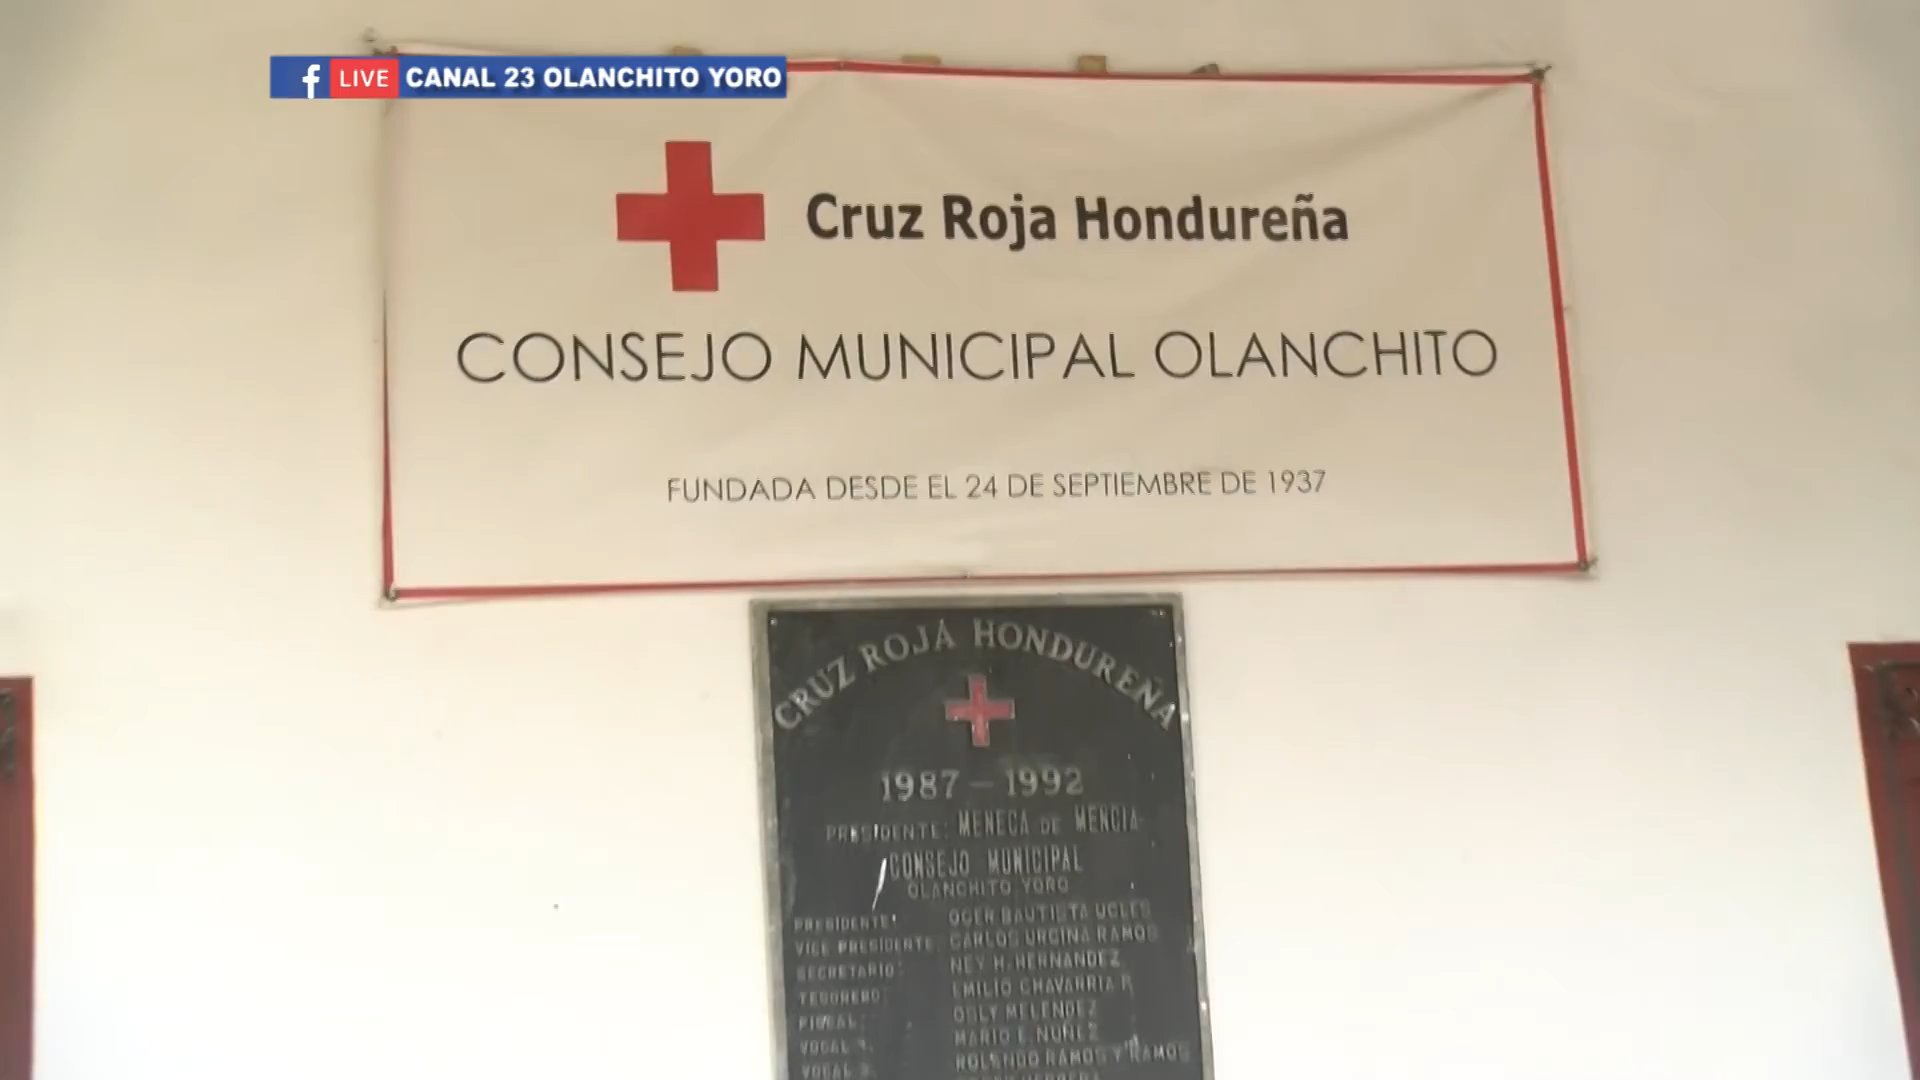 f LIVE CANAL 23 OLANCHITO YORO
Cruz Roja Hondureña
CONSEJO MUNICIPAL OLANCHITO
FUNDADA DESDE EL 24 DE SEPTIEMBRE DE 1937
CRUZ ROJA HONDUREÑA
1987 - 1992
PRESIDENTE: MENECA DE MENCIA
CONSEJO MUNICIPAL
OLANCHITO YORO
PRESIDENTE: OGER BAUTISTA UCLES
VICE PRESIDENTE: CARLOS URCINA RAMOS
SECRETARIO: NEY H. HERNANDEZ
TESORERO: EMILIO CHAVARRIA P.
FISCAL: OSLY MELENDEZ
VOCAL 1. MARIO E. NUÑEZ
VOCAL 2. ROLANDO RAMOS Y RAMOS